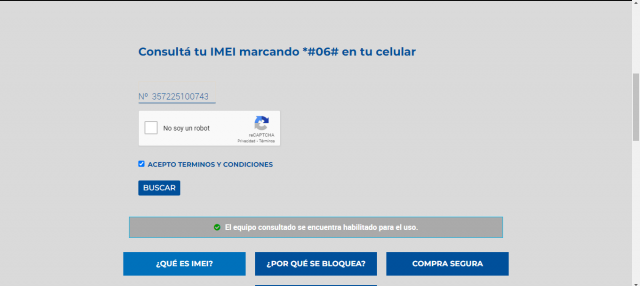 Consultá tu IMEI marcando *#06# en tu celular
Nº 357225100743
No soy un robot
reCAPTCHA
Privacidad - Términos
ACEPTO TERMINOS Y CONDICIONES
BUSCAR
El equipo consultado se encuentra habilitado para el uso.
¿QUÉ ES IMEI?
¿POR QUÉ SE BLOQUEA?
COMPRA SEGURA